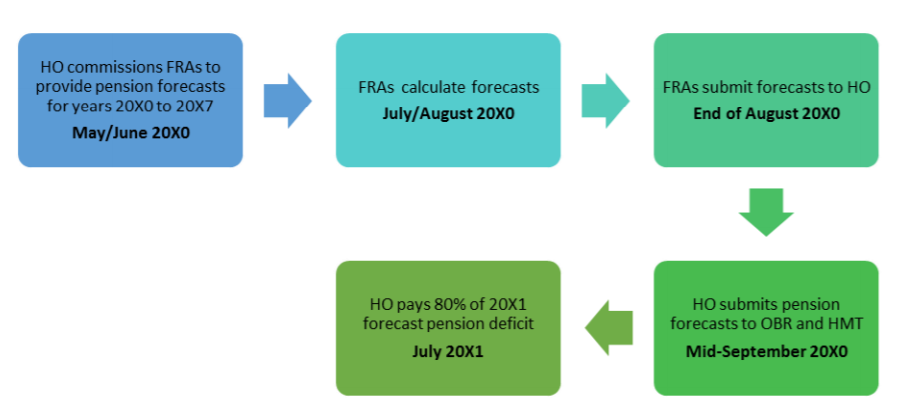 HO commissions FRAs to
provide pension forecasts
for years 20X0 to 20X7
May/June 20X0
FRAs calculate forecasts
July/August 20X0
FRAs submit forecasts to HO
End of August 20X0
HO submits pension
forecasts to OBR and HMT
Mid-September 20X0
HO pays 80% of 20X1
forecast pension deficit
July 20X1